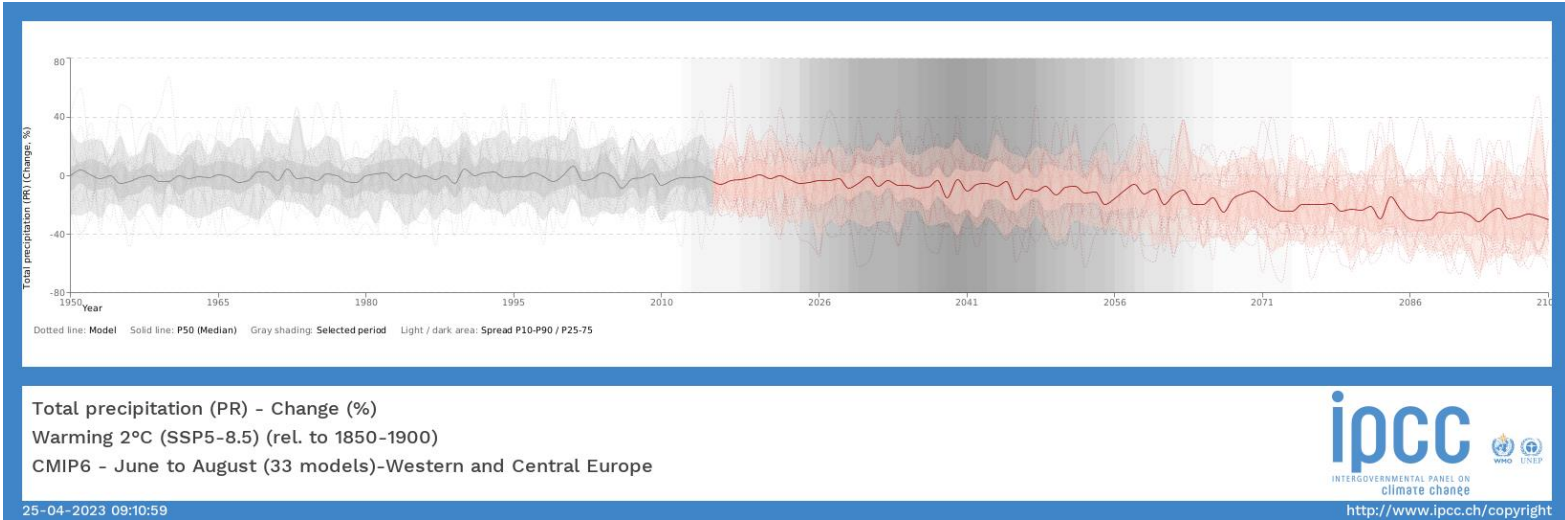 80
40
0
-40
-80
Total precipitation (PR) (Change, %)
1950 1965 1980 1995 2010 2026 2041 2056 2071 2086 210
Year
Dotted line: Model Solid line: P50 (Median) Gray shading: Selected period Light / dark area: Spread P10-P90 / P25-75
Total precipitation (PR) - Change (%)
Warming 2°C (SSP5-8.5) (rel. to 1850-1900)
CMIP6 - June to August (33 models)-Western and Central Europe
ipcc
INTERGOVERNMENTAL PANEL ON
climate change
WMO UNEP
25-04-2023 09:10:59
http://www.ipcc.ch/copyright